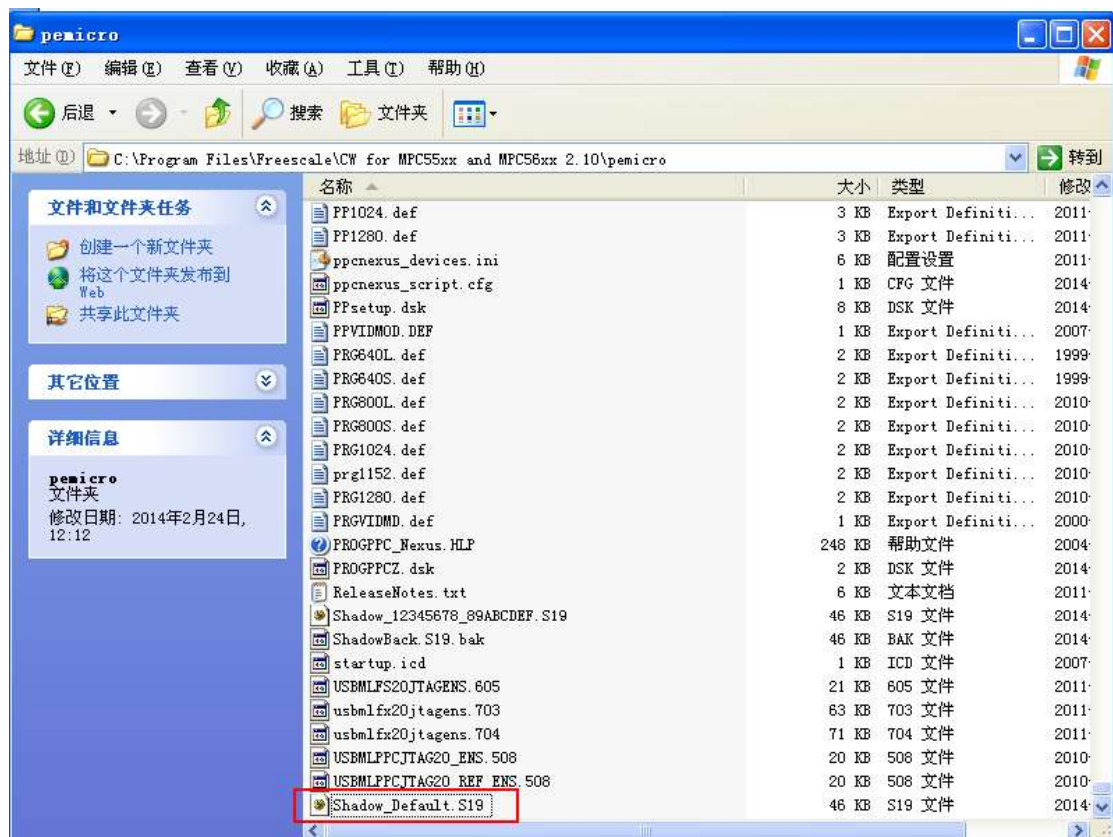 pemicro
文件(F) 编辑(E) 查看(V) 收藏(A) 工具(T) 帮助(H)
后退 搜索 文件夹
地址(D) C:\Program Files\Freescale\CW for MPC55xx and MPC56xx 2.10\pemicro 转到
文件和文件夹任务
创建一个新文件夹
将这个文件夹发布到
Web
共享此文件夹
其它位置
详细信息
pemicro
文件夹
修改日期: 2014年2月24日,
12:12
名称 大小 类型 修改
PP1024.def 3 KB Export Definiti... 2011
PP1280.def 3 KB Export Definiti... 2011
ppcnexus_devices.ini 6 KB 配置设置 2011
ppcnexus_script.cfg 1 KB CFG 文件 2014
PPsetup.dsk 8 KB DSK 文件 2014
PPVIDMOD.DEF 1 KB Export Definiti... 2007
PRG640L.def 2 KB Export Definiti... 1999
PRG640S.def 2 KB Export Definiti... 1999
PRG800L.def 2 KB Export Definiti... 2010
PRG800S.def 2 KB Export Definiti... 2010
PRG1024.def 2 KB Export Definiti... 2010
prg1152.def 2 KB Export Definiti... 2010
PRG1280.def 2 KB Export Definiti... 2010
PRGVIDMD.def 1 KB Export Definiti... 2000
PROGPPC_Nexus.HLP 248 KB 帮助文件 2004
PROGPPCZ.dsk 2 KB DSK 文件 2014
ReleaseNotes.txt 6 KB 文本文档 2011
Shadow_12345678_89ABCDEF.S19 46 KB S19 文件 2014
ShadowBack.S19.bak 46 KB BAK 文件 2014
startup.icd 1 KB ICD 文件 2007
USBMLFS20JTAGENS.605 21 KB 605 文件 2011
usbmlfx20jtagens.703 63 KB 703 文件 2011
usbmlfx20jtagens.704 71 KB 704 文件 2011
USBMLPPCJTAG20_ENS.508 20 KB 508 文件 2010
USBMLPPCJTAG20_REF_ENS.508 20 KB 508 文件 2010
Shadow_Default.S19 46 KB S19 文件 2014